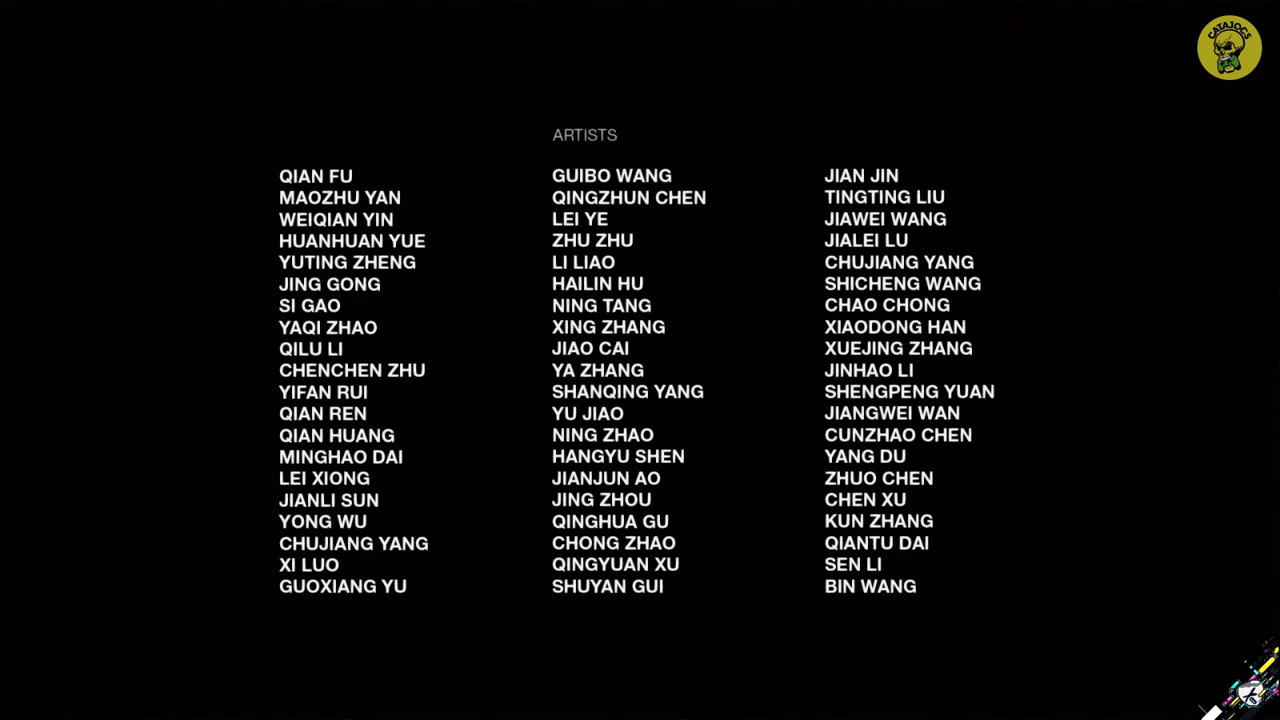 CATAJOCS
ARTISTS
QIAN FU
MAOZHU YAN
WEIQIAN YIN
HUANHUAN YUE
YUTING ZHENG
JING GONG
SI GAO
YAQI ZHAO
QILU LI
CHENCHEN ZHU
YIFAN RUI
QIAN REN
QIAN HUANG
MINGHAO DAI
LEI XIONG
JIANLI SUN
YONG WU
CHUJIANG YANG
XI LUO
GUOXIANG YU
GUIBO WANG
QINGZHUN CHEN
LEI YE
ZHU ZHU
LI LIAO
HAILIN HU
NING TANG
XING ZHANG
JIAO CAI
YA ZHANG
SHANQING YANG
YU JIAO
NING ZHAO
HANGYU SHEN
JIANJUN AO
JING ZHOU
QINGHUA GU
CHONG ZHAO
QINGYUAN XU
SHUYAN GUI
JIAN JIN
TINGTING LIU
JIAWEI WANG
JIALEI LU
CHUJIANG YANG
SHICHENG WANG
CHAO CHONG
XIAODONG HAN
XUEJING ZHANG
JINHAO LI
SHENGPENG YUAN
JIANGWEI WAN
CUNZHAO CHEN
YANG DU
ZHUO CHEN
CHEN XU
KUN ZHANG
QIANTU DAI
SEN LI
BIN WANG